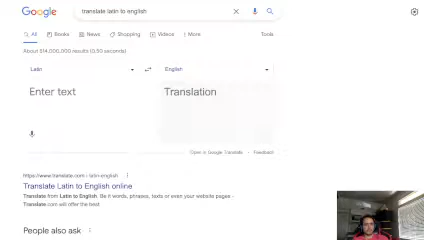 Google
translate latin to english
All
Books
News
Shopping
Videos
More
Tools
About 814,000,000 results (0.50 seconds)
Latin
English
Enter text
Translation
Open in Google Translate • Feedback
https://www.translate.com › latin-english
Translate Latin to English online
Translate from Latin to English. Be it words, phrases, texts or even your website pages -
Translate.com will offer the best
People also ask